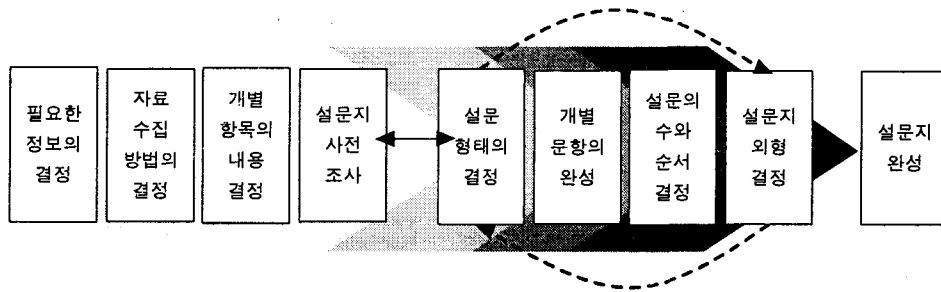 필요한
정보의
결정
자료
수집
방법의
결정
개별
항목의
내용
결정
설문지
사전
조사
설문
형태의
결정
개별
문항의
완성
설문의
수와
순서
결정
설문지
외형
결정
설문지
완성